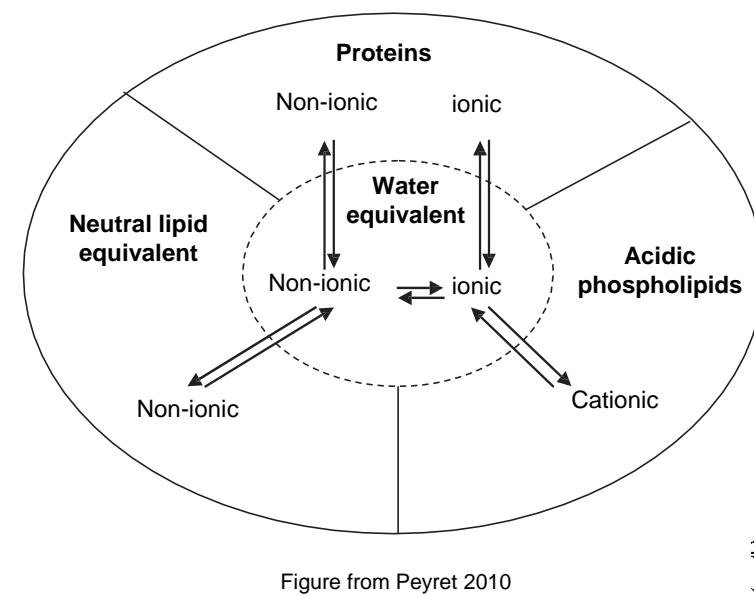 Proteins
Non-ionic ionic
Water
equivalent
Neutral lipid
equivalent
Acidic
phospholipids
Non-ionic ionic
Non-ionic
Cationic
Figure from Peyret 2010